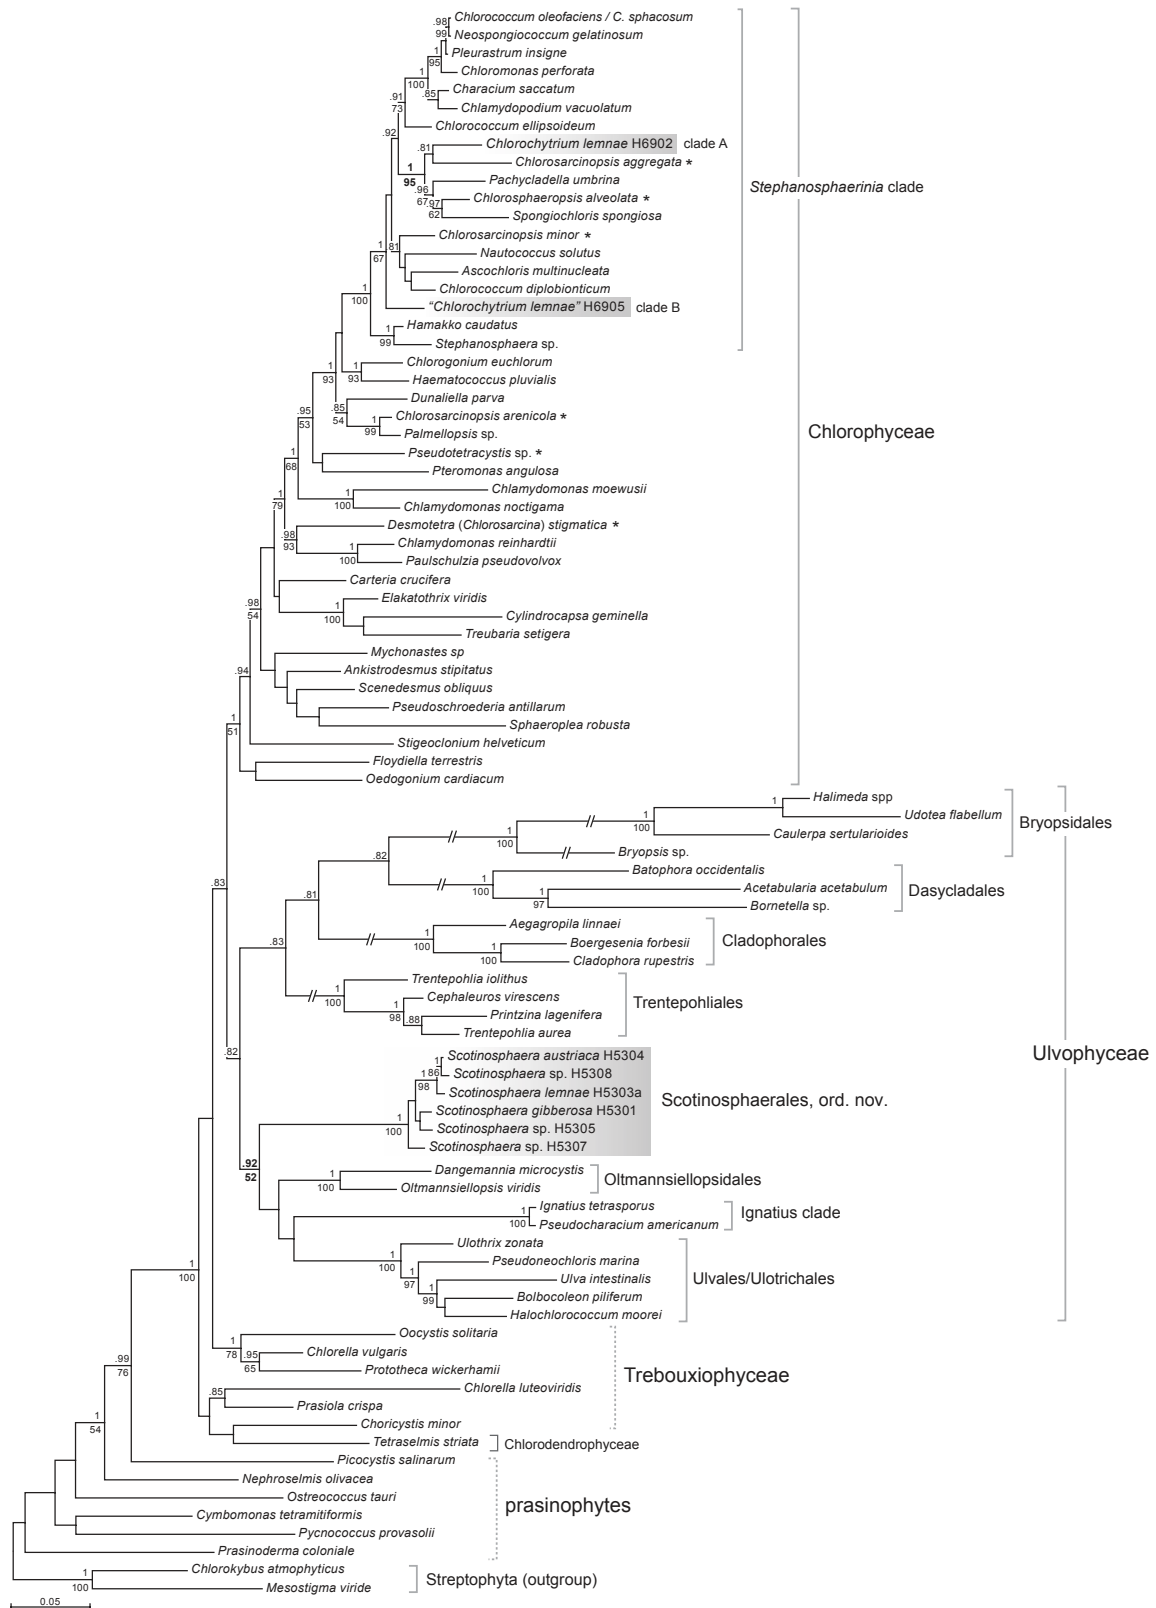 .98
Chlorococcum oleofaciens / C. sphacosum
99
Neospongiococcum gelatinosum
1
Pleurastrum insigne
95
1
Chloromonas perforata
100
.85
Characium saccatum
.91
Chlamydopodium vacuolatum
73
Chlorococcum ellipsoideum
.92
.81
Chlorochytrium lemnae H6902 clade A
1
Chlorosarcinopsis aggregata *
95
Pachycladella umbrina
.96
67
.97
Chlorosphaeropsis alveolata *
62
Spongiochloris spongiosa
Stephanosphaerinia clade
.81
Chlorosarcinopsis minor *
1
67
Nautococcus solutus
Ascochloris multinucleata
1
100
Chlorococcum diplobionticum
"Chlorochytrium lemnae" H6905 clade B
1
Hamakko caudatus
99
Stephanosphaera sp.
1
93
1
Chlorogonium euchlorum
93
Haematococcus pluvialis
.85
Dunaliella parva
54
.95
53
1
Chlorosarcinopsis arenicola *
99
Palmellopsis sp.
Chlorophyceae
1
68
Pseudotetracystis sp. *
Pteromonas angulosa
1
79
1
Chlamydomonas moewusii
100
Chlamydomonas noctigama
.98
93
Desmotetra (Chlorosarcina) stigmatica *
1
Chlamydomonas reinhardtii
100
Paulschulzia pseudovolvox
Carteria crucifera
.98
54
1
100
Elakatothrix viridis
Cylindrocapsa geminella
Treubaria setigera
Mychonastes sp
.94
Ankistrodesmus stipitatus
Scenedesmus obliquus
Pseudoschroederia antillarum
1
51
Sphaeroplea robusta
Stigeoclonium helveticum
Floydiella terrestris
Oedogonium cardiacum
1
Halimeda spp
1
100
Udotea flabellum
Bryopsidales
1
100
Caulerpa sertularioides
.82
Bryopsis sp.
1
100
Batophora occidentalis
.83
.81
1
97
Acetabularia acetabulum
Dasycladales
Bornetella sp.
1
100
Aegagropila linnaei
.83
1
100
Boergesenia forbesii
Cladophorales
Cladophora rupestris
1
100
Trentepohlia iolithus
1
98
Cephaleuros virescens
Trentepohliales
.88
Printzina lagenifera
Trentepohlia aurea
Ulvophyceae
.82
1
86
Scotinosphaera austriaca H5304
Scotinosphaera sp. H5308
1
98
Scotinosphaera lemnae H5303a
Scotinosphaerales, ord. nov.
1
100
Scotinosphaera gibberosa H5301
Scotinosphaera sp. H5305
Scotinosphaera sp. H5307
.92
52
1
100
Dangemannia microcystis
Oltmannsiellopsidales
Oltmannsiellopsis viridis
1
100
Ignatius tetrasporus
Ignatius clade
Pseudocharacium americanum
1
100
Ulothrix zonata
1
97
Pseudoneochloris marina
1
100
1
99
Ulva intestinalis
Ulvales/Ulotrichales
Bolbocoleon piliferum
Halochlorococcum moorei
1
78
Oocystis solitaria
.95
65
Chlorella vulgaris
.99
76
Prototheca wickerhamii
Trebouxiophyceae
.85
Chlorella luteoviridis
Prasiola crispa
1
54
Choricystis minor
Tetraselmis striata
Chlorodendrophyceae
Picocystis salinarum
Nephroselmis olivacea
Ostreococcus tauri
prasinophytes
Cymbomonas tetramitiformis
Pycnococcus provasolii
Prasinoderma coloniale
1
100
Chlorokybus atmophyticus
Streptophyta (outgroup)
Mesostigma viride
0.05